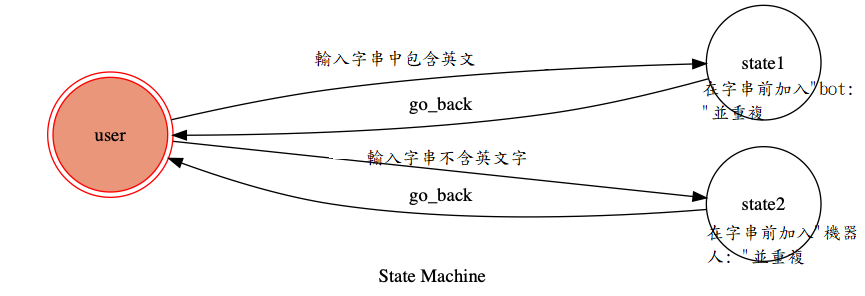 輸入字串中包含英文
state1
在字串前加入"bot:
"並重複
go_back
user
輸入字串不含英文字
go_back
state2
在字串前加入"機器
人: "並重複
State Machine